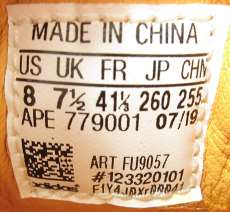 MADE IN CHINA
US UK FR JP CHN
8 7½ 41⅓ 260 255
APE 779001 07/19
ART FU9057
#123320101
adidas